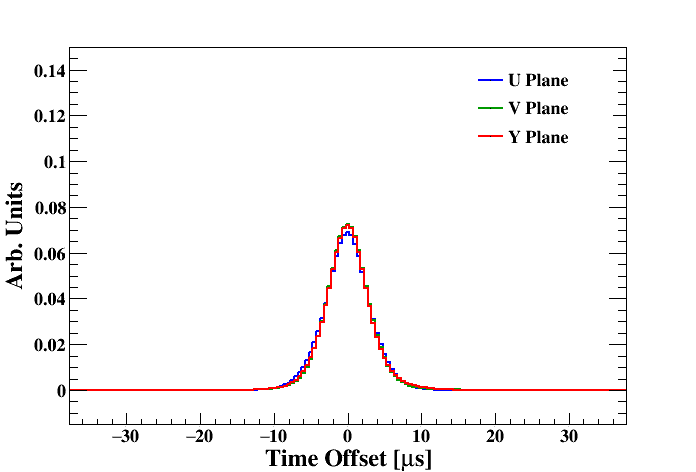 0.14
0.12
0.1
0.08
0.06
0.04
0.02
0
Arb. Units
U Plane
V Plane
Y Plane
−30 −20 −10 0 10 20 30
Time Offset [μs]